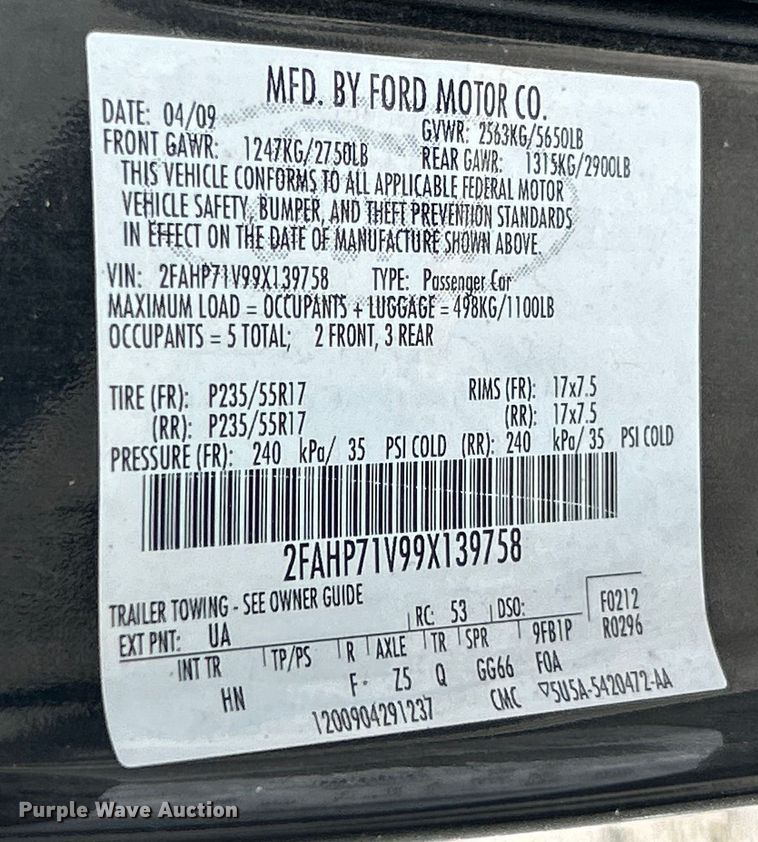 MFD. BY FORD MOTOR CO.
DATE: 04/09 GVWR: 2563KG/5650LB
FRONT GAWR: 1247KG/2750LB REAR GAWR: 1315KG/2900LB
THIS VEHICLE CONFORMS TO ALL APPLICABLE FEDERAL MOTOR
VEHICLE SAFETY, BUMPER, AND THEFT PREVENTION STANDARDS
IN EFFECT ON THE DATE OF MANUFACTURE SHOWN ABOVE.
VIN: 2FAHP71V99X139758 TYPE: Passenger Car
MAXIMUM LOAD = OCCUPANTS + LUGGAGE = 498KG/1100LB
OCCUPANTS = 5 TOTAL; 2 FRONT, 3 REAR
TIRE (FR): P235/55R17 RIMS (FR): 17x7.5
(RR): P235/55R17 (RR): 17x7.5
PRESSURE (FR): 240 kPa/ 35 PSI COLD (RR): 240 kPa/ 35 PSI COLD
2FAHP71V99X139758
TRAILER TOWING - SEE OWNER GUIDE
EXT PNT: UA RC: 53 DSO: F0212
INT TR TP/PS R AXLE TR SPR 9FB1P R0296
HN F- Z5 Q GG66 FOA
1200904291237 CMC ▽5U5A-5420472-AA
Purple Wave Auction